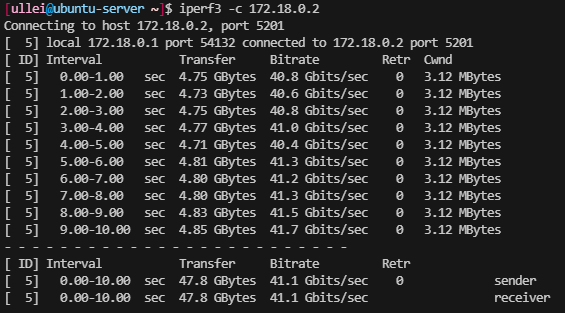 [ullei@ubuntu-server ~]$ iperf3 -c 172.18.0.2
Connecting to host 172.18.0.2, port 5201
[  5] local 172.18.0.1 port 54132 connected to 172.18.0.2 port 5201
[ ID] Interval           Transfer     Bitrate         Retr  Cwnd
[  5]   0.00-1.00   sec  4.75 GBytes  40.8 Gbits/sec    0   3.12 MBytes
[  5]   1.00-2.00   sec  4.73 GBytes  40.6 Gbits/sec    0   3.12 MBytes
[  5]   2.00-3.00   sec  4.75 GBytes  40.8 Gbits/sec    0   3.12 MBytes
[  5]   3.00-4.00   sec  4.77 GBytes  41.0 Gbits/sec    0   3.12 MBytes
[  5]   4.00-5.00   sec  4.71 GBytes  40.4 Gbits/sec    0   3.12 MBytes
[  5]   5.00-6.00   sec  4.81 GBytes  41.3 Gbits/sec    0   3.12 MBytes
[  5]   6.00-7.00   sec  4.80 GBytes  41.2 Gbits/sec    0   3.12 MBytes
[  5]   7.00-8.00   sec  4.80 GBytes  41.3 Gbits/sec    0   3.12 MBytes
[  5]   8.00-9.00   sec  4.83 GBytes  41.5 Gbits/sec    0   3.12 MBytes
[  5]   9.00-10.00  sec  4.85 GBytes  41.7 Gbits/sec    0   3.12 MBytes
- - - - - - - - - - - - - - - - - - - - - - - - -
[ ID] Interval           Transfer     Bitrate         Retr
[  5]   0.00-10.00  sec  47.8 GBytes  41.1 Gbits/sec    0             sender
[  5]   0.00-10.00  sec  47.8 GBytes  41.1 Gbits/sec                  receiver